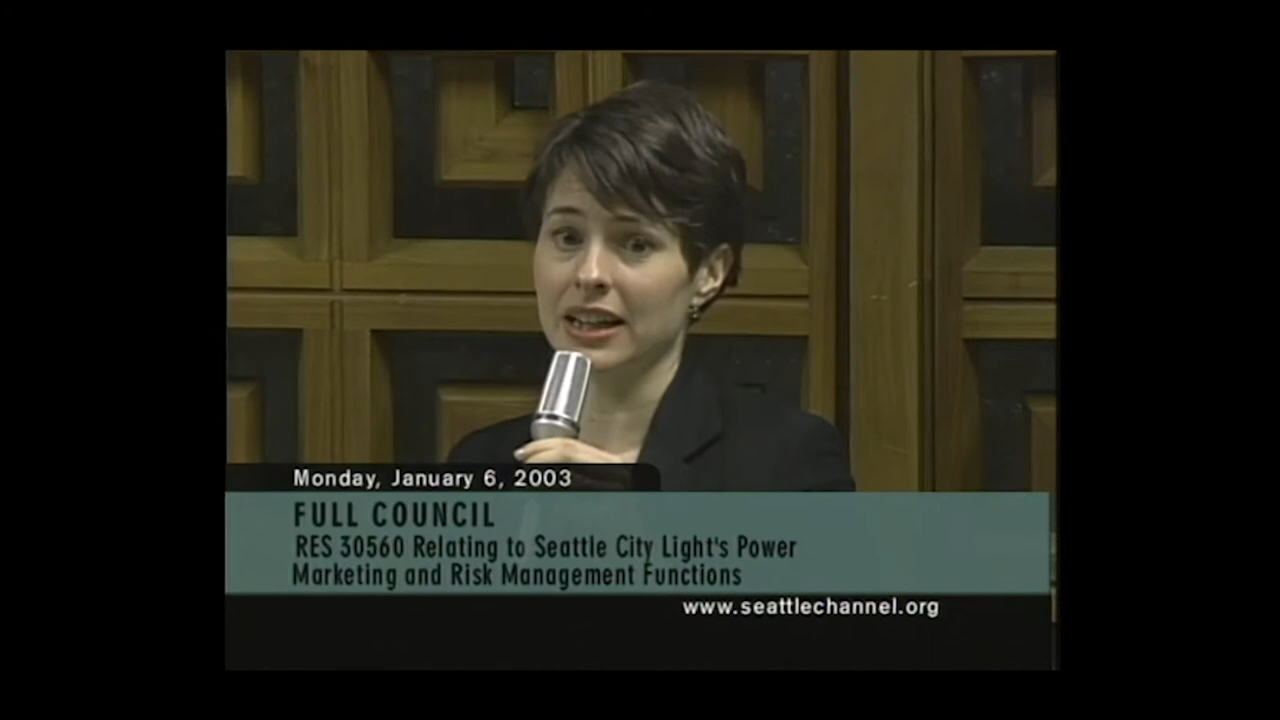 Monday, January 6, 2003
FULL COUNCIL
RES 30560 Relating to Seattle City Light's Power
Marketing and Risk Management Functions
www.seattlechannel.org